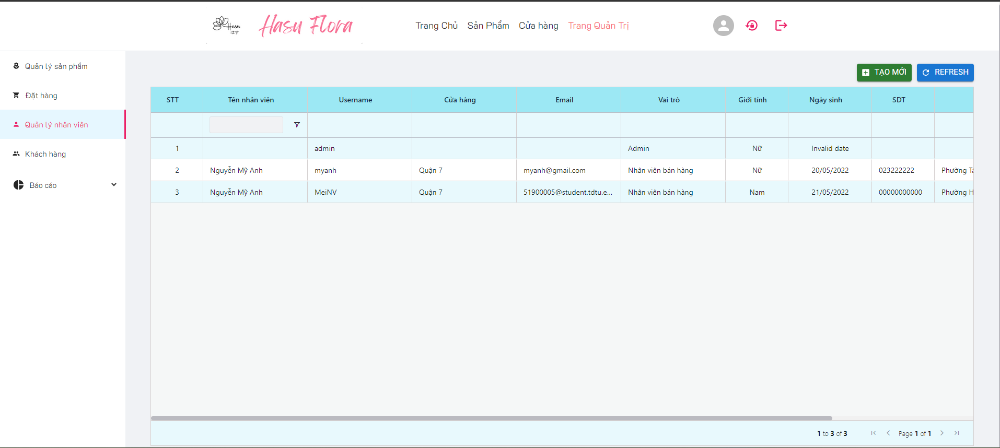 Hasu
はす
Hasu Flora
Trang Chủ Sản Phẩm Cửa hàng Trang Quản Trị
Quản lý sản phẩm
Đặt hàng
Quản lý nhân viên
Khách hàng
Báo cáo
TẠO MỚI REFRESH
STT Tên nhân viên Username Cửa hàng Email Vai trò Giới tính Ngày sinh SDT
1 admin Admin Nữ Invalid date
2 Nguyễn Mỹ Anh myanh Quận 7 myanh@gmail.com Nhân viên bán hàng Nữ 20/05/2022 023222222 Phường Tâ
3 Nguyễn Mỹ Anh MeiNV Quận 7 51900005@student.tdtu.e... Nhân viên bán hàng Nam 21/05/2022 00000000000 Phường H
1 to 3 of 3 Page 1 of 1